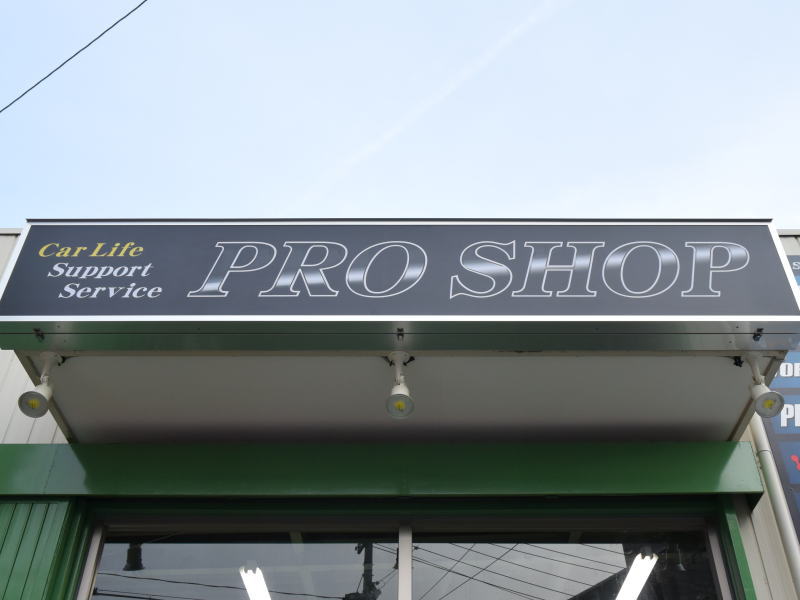 Car Life
Support
Service
PRO SHOP